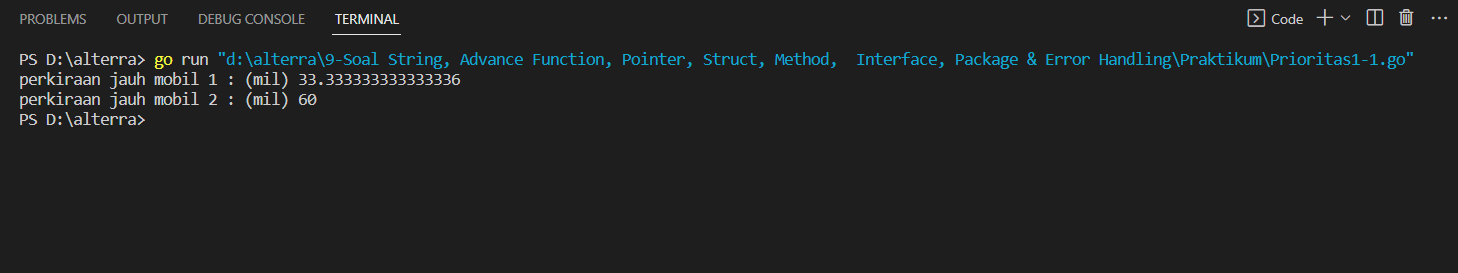 PROBLEMS OUTPUT DEBUG CONSOLE TERMINAL Code
PS D:\alterra> go run "d:\alterra\9-Soal String, Advance Function, Pointer, Struct, Method,  Interface, Package & Error Handling\Praktikum\Prioritas1-1.go"
perkiraan jauh mobil 1 : (mil) 33.333333333333336
perkiraan jauh mobil 2 : (mil) 60
PS D:\alterra>